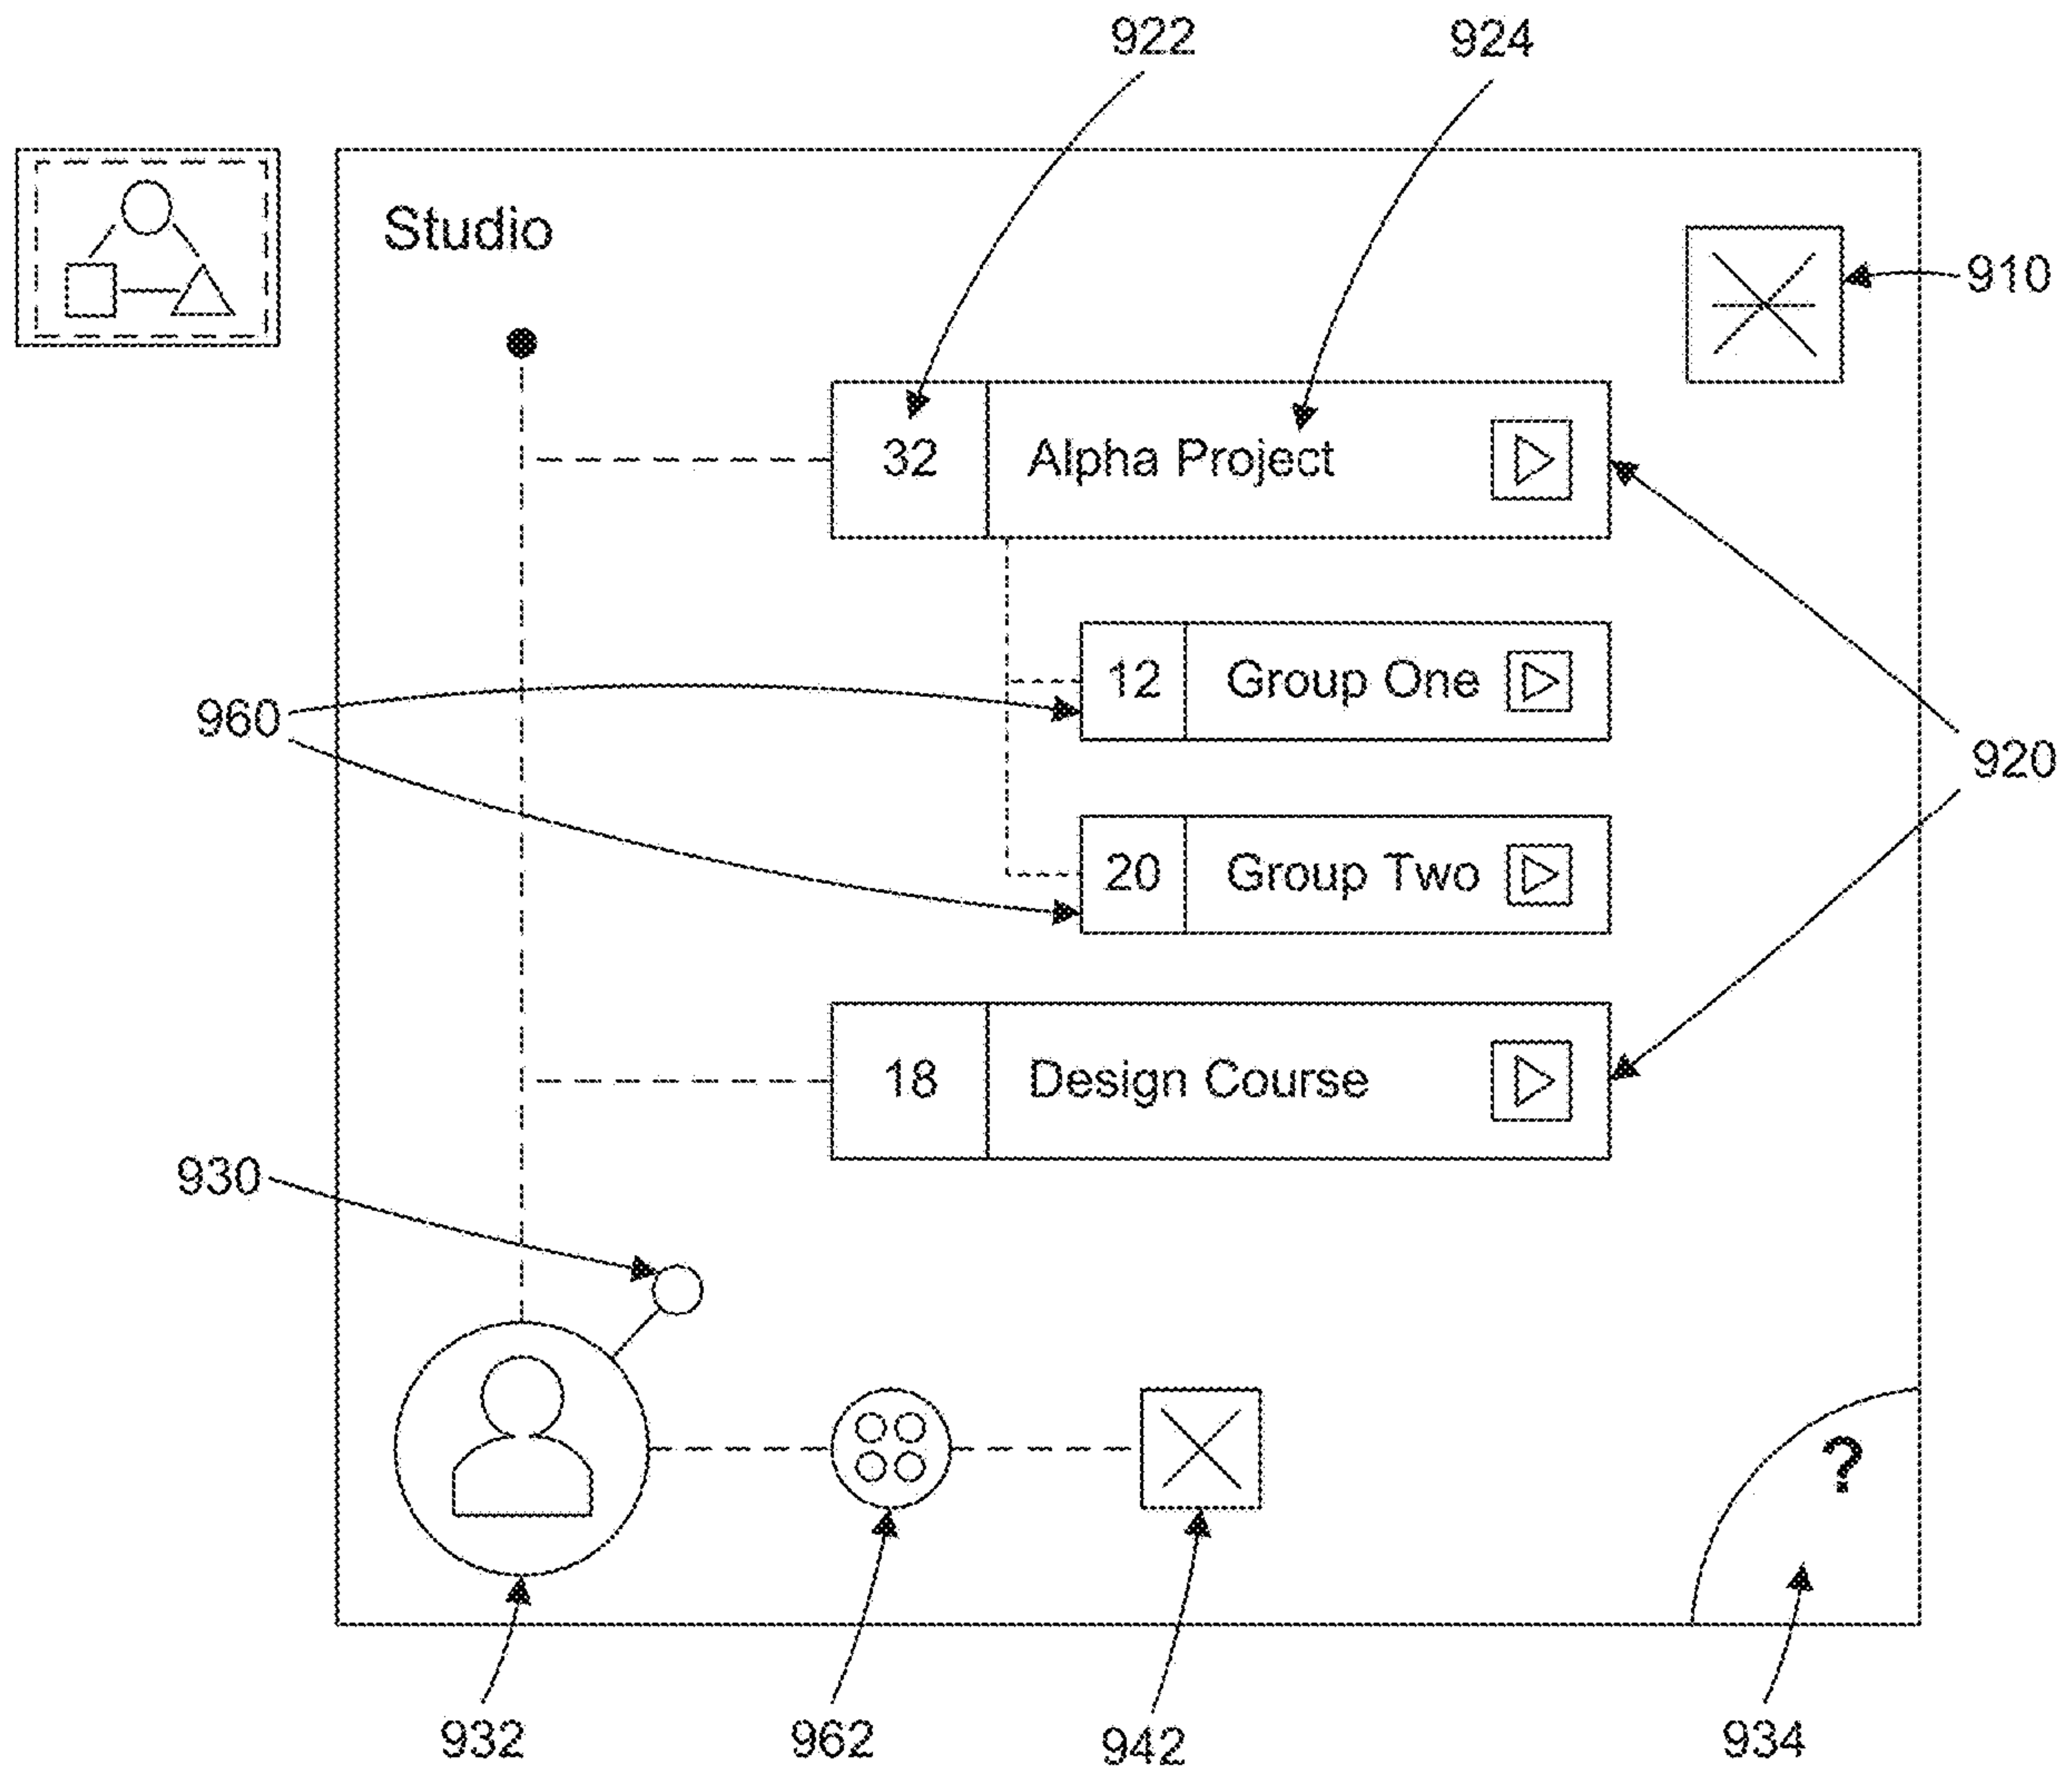 922 924
Studio
910
32 Alpha Project
12 Group One
960
920
20 Group Two
18 Design Course
930
?
932 962 942 934